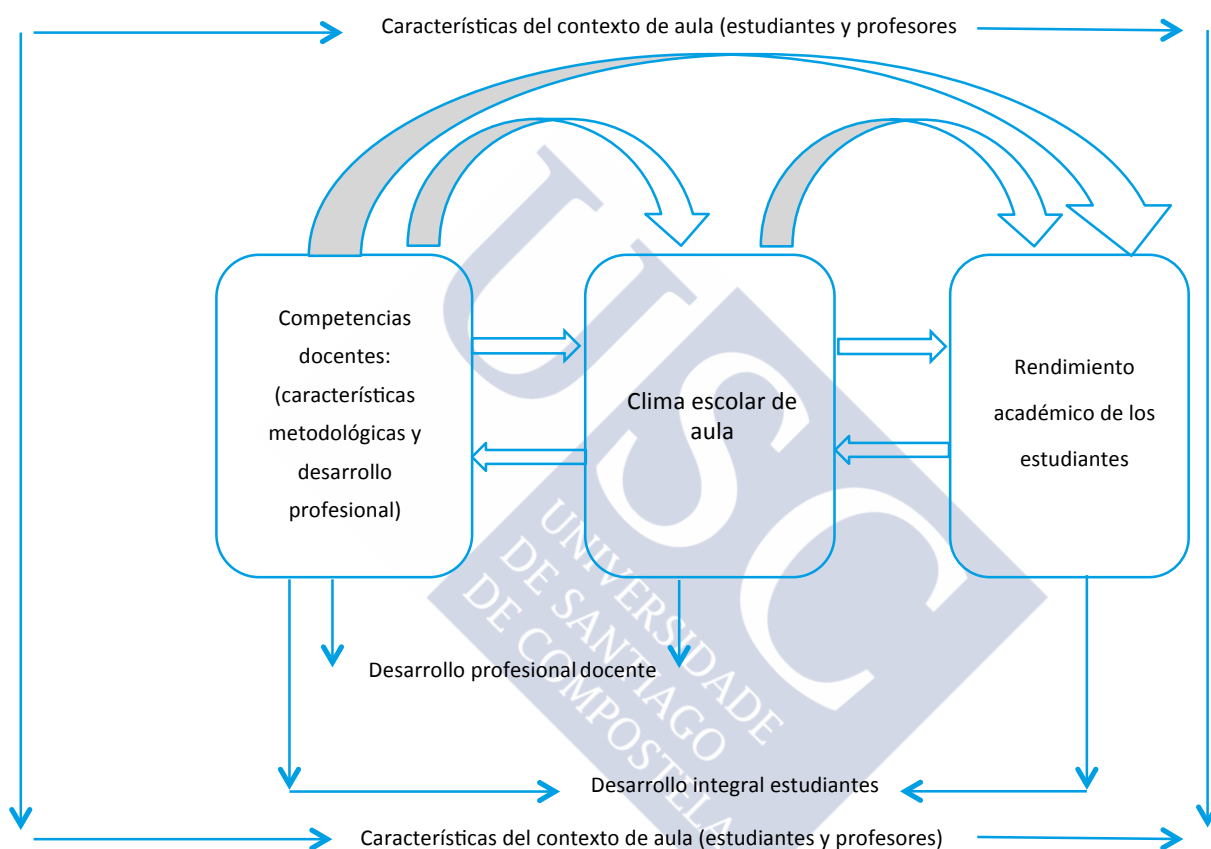 Características del contexto de aula (estudiantes y profesores
Competencias
docentes:
(características
metodológicas y
desarrollo
profesional)
Clima escolar de
aula
Rendimiento
académico de los
estudiantes
Desarrollo profesional docente
Desarrollo integral estudiantes
Características del contexto de aula (estudiantes y profesores)
USC
UNIVERSIDADE
DE SANTIAGO
DE COMPOSTELA